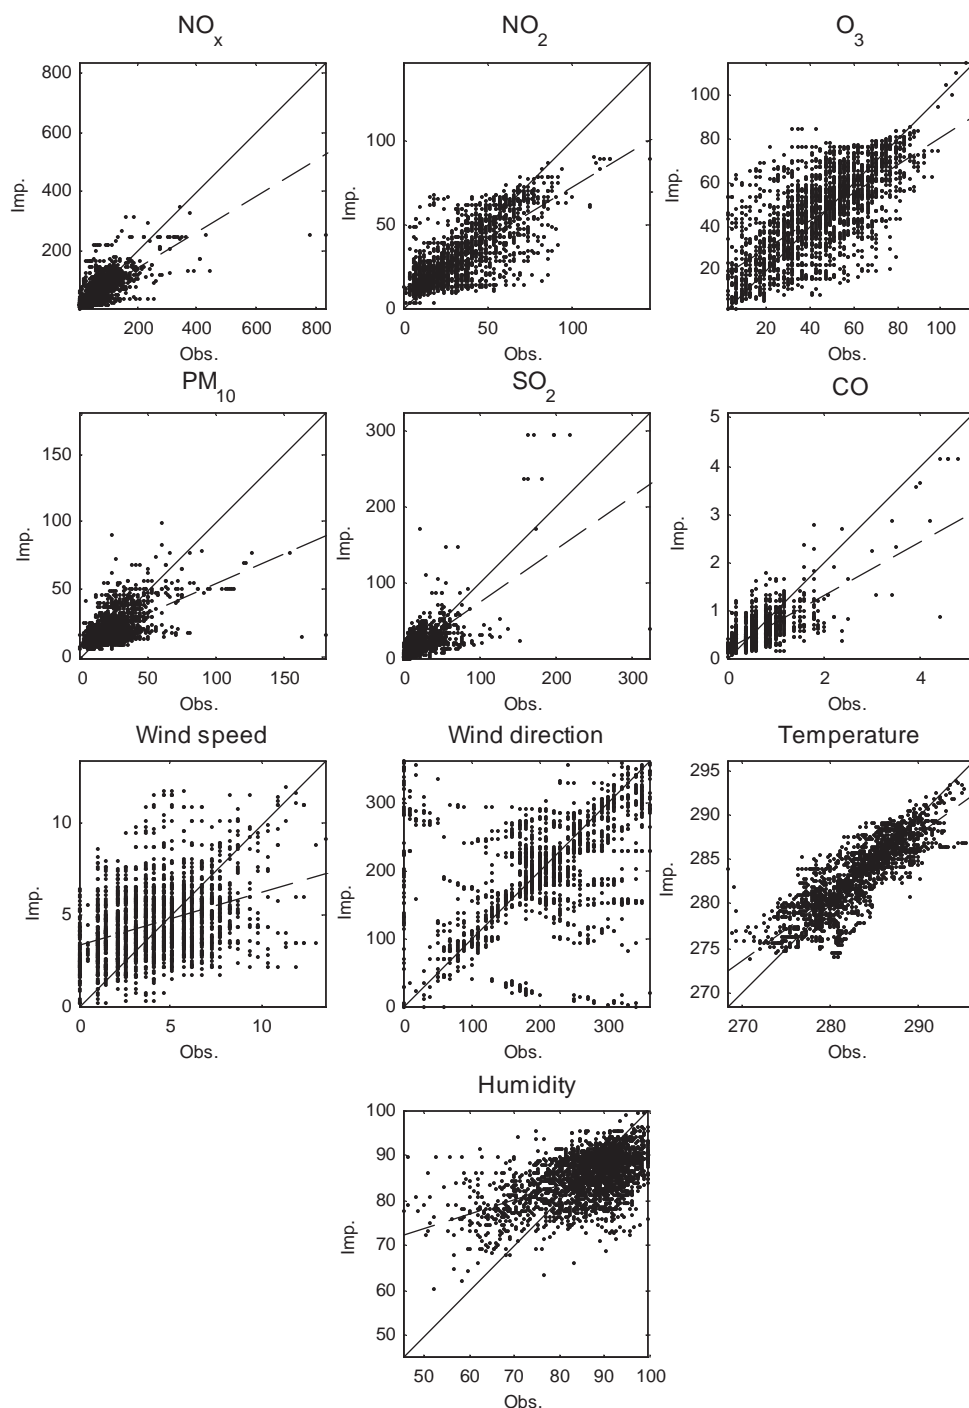 NOx NO2 O3
800
600
400
200
Imp.
200 400 600 800
Obs.
100
50
0
Imp.
0 50 100
Obs.
100
80
60
40
20
Imp.
20 40 60 80 100
Obs.
PM10 SO2 CO
150
100
50
0
Imp.
0 50 100 150
Obs.
300
200
100
0
Imp.
0 100 200 300
Obs.
5
4
3
2
1
0
Imp.
0 2 4
Obs.
Wind speed Wind direction Temperature
10
5
0
Imp.
0 5 10
Obs.
300
200
100
0
Imp.
0 100 200 300
Obs.
295
290
285
280
275
270
Imp.
270 280 290
Obs.
Humidity
100
90
80
70
60
50
Imp.
50 60 70 80 90 100
Obs.